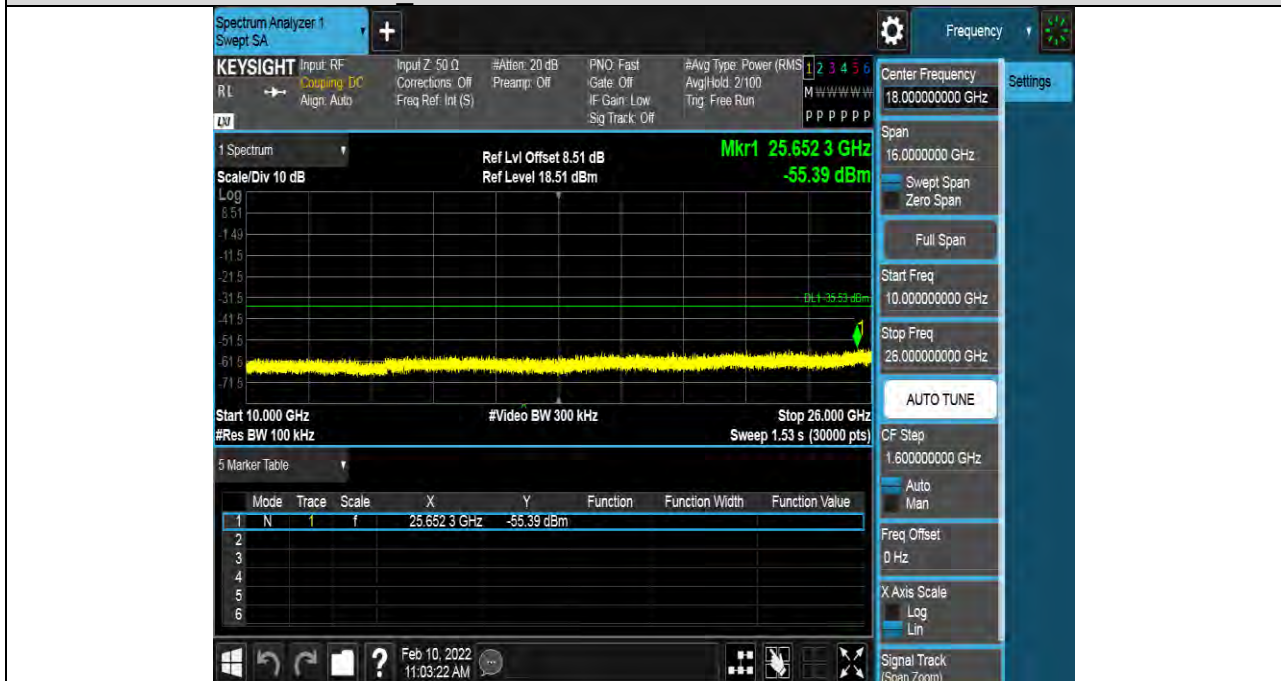 Spectrum Analyzer 1
Swept SA
+
Frequency
KEYSIGHT
RL
LXI
Input: RF
Coupling: DC
Align: Auto
Input Z: 50 Ω
Corrections: Off
Freq Ref: Int (S)
#Atten: 20 dB
Preamp: Off
PNO: Fast
Gate: Off
IF Gain: Low
Sig Track: Off
#Avg Type: Power (RMS
Avg|Hold: 2/100
Trig: Free Run
1 2 3 4 5 6
M W W W W W
P P P P P P
Center Frequency
18.000000000 GHz
Settings
Span
16.0000000 GHz
Swept Span
Zero Span
Full Span
Start Freq
10.000000000 GHz
Stop Freq
26.000000000 GHz
AUTO TUNE
CF Step
1.600000000 GHz
Auto
Man
Freq Offset
0 Hz
X Axis Scale
Log
Lin
Signal Track
(Span Zoom)
1 Spectrum
Scale/Div 10 dB
Ref Lvl Offset 8.51 dB
Ref Level 18.51 dBm
Mkr1 25.652 3 GHz
-55.39 dBm
Log
8.51
-1.49
-11.5
-21.5
-31.5
-41.5
-51.5
-61.5
-71.5
DL1 -35.53 dBm
1
Start 10.000 GHz
#Res BW 100 kHz
#Video BW 300 kHz
Stop 26.000 GHz
Sweep 1.53 s (30000 pts)
5 Marker Table
Mode Trace Scale X Y Function Function Width Function Value
1 N 1 f 25.652 3 GHz -55.39 dBm
2
3
4
5
6
?
Feb 10, 2022
11:03:22 AM